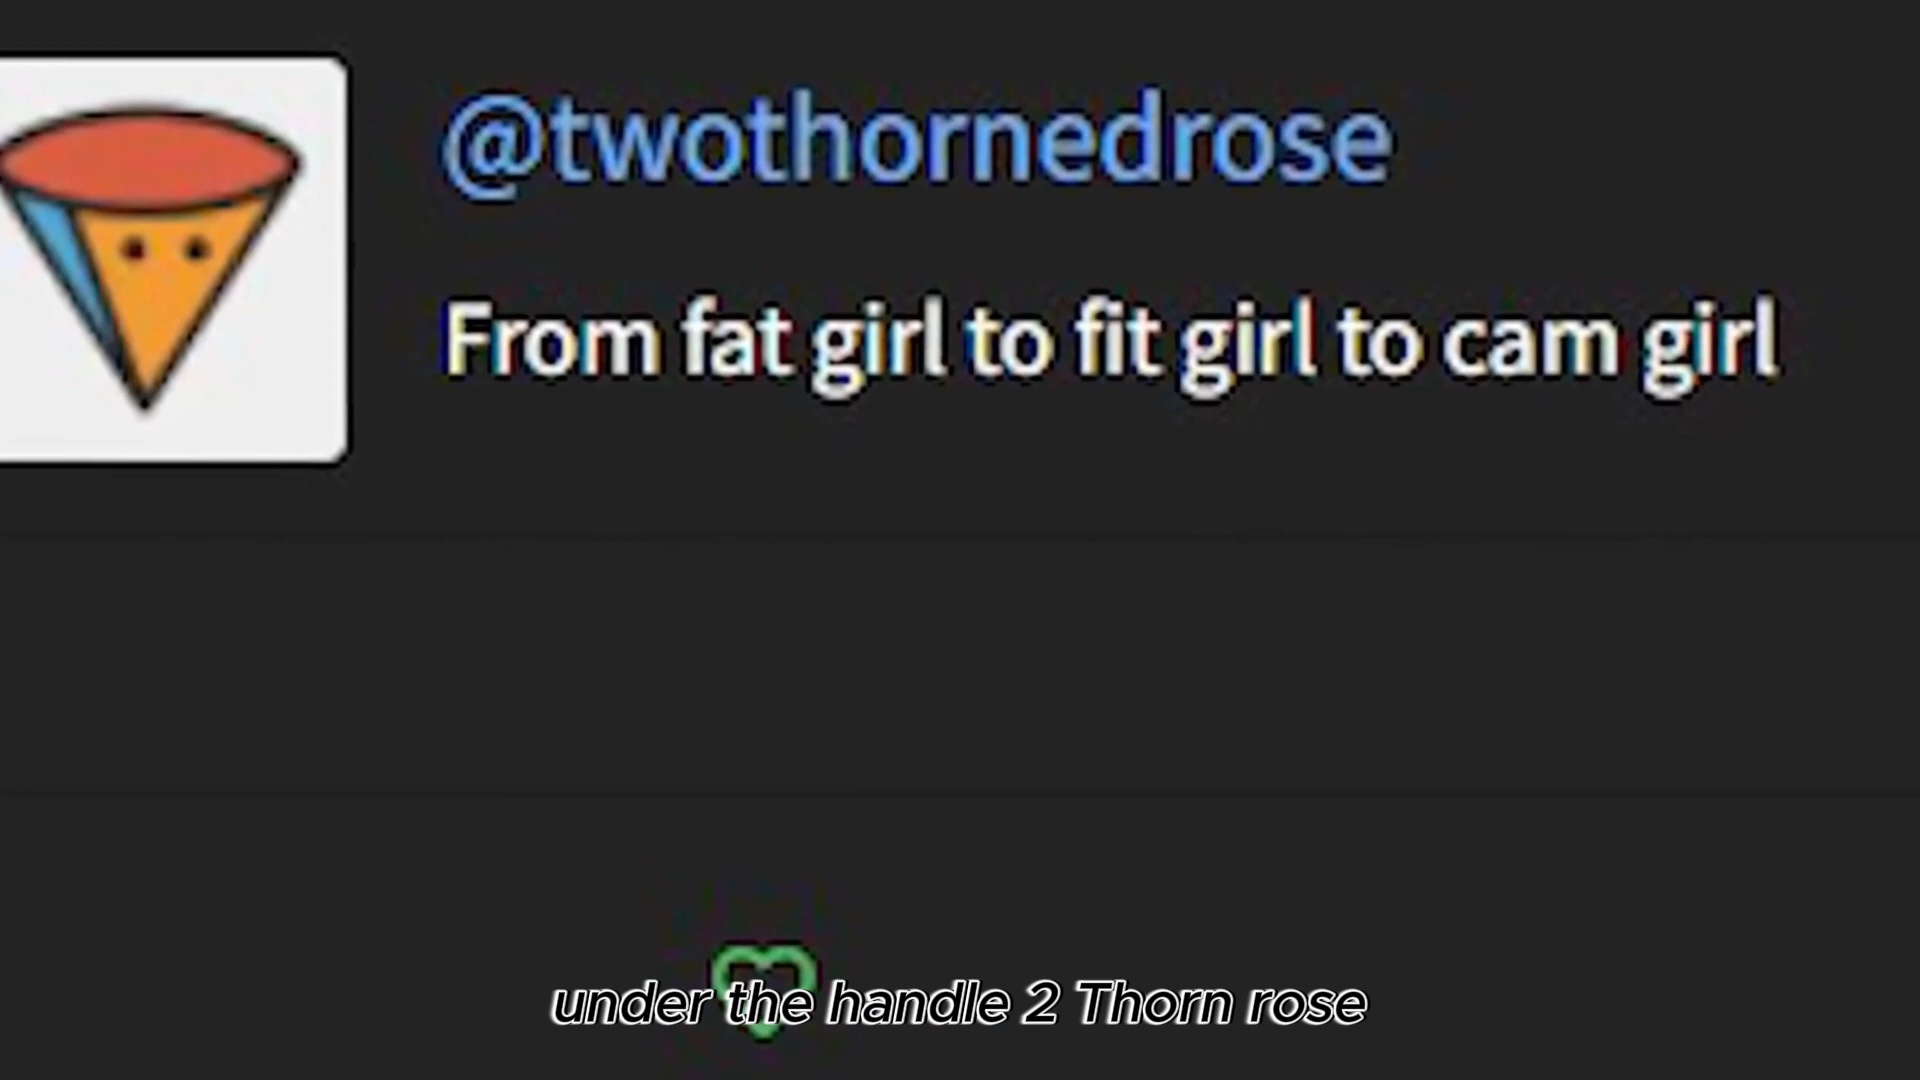 @twothornedrose
From fat girl to fit girl to cam girl
under the handle 2 Thorn rose